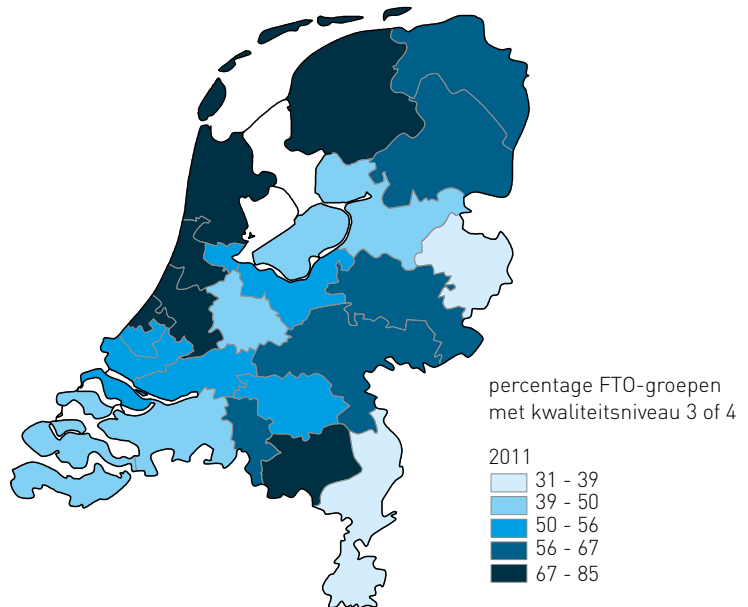 percentage FTO-groepen
met kwaliteitsniveau 3 of 4
2011
31 - 39
39 - 50
50 - 56
56 - 67
67 - 85